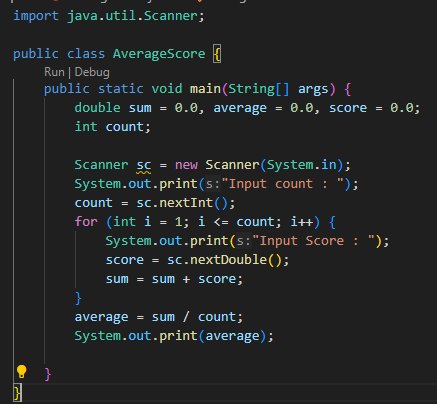 import java.util.Scanner;
public class AverageScore {
Run | Debug
public static void main(String[] args) {
double sum = 0.0, average = 0.0, score = 0.0;
int count;
Scanner sc = new Scanner(System.in);
System.out.print(s:"Input count : ");
count = sc.nextInt();
for (int i = 1; i <= count; i++) {
System.out.print(s:"Input Score : ");
score = sc.nextDouble();
sum = sum + score;
}
average = sum / count;
System.out.print(average);
}
}